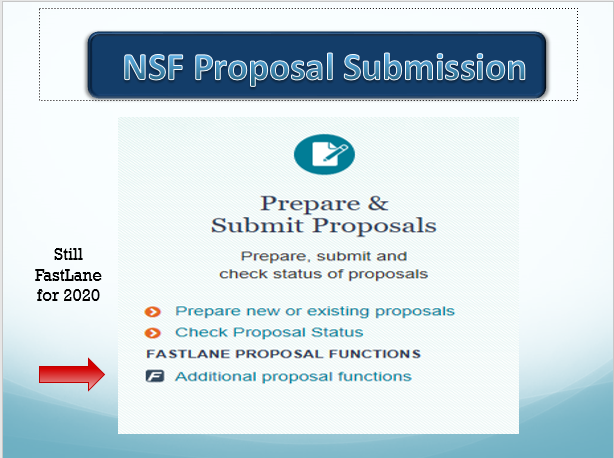 NSF Proposal Submission
Prepare &
Submit Proposals
Prepare, submit and
check status of proposals
Still
FastLane
for 2020
Prepare new or existing proposals
Check Proposal Status
FASTLANE PROPOSAL FUNCTIONS
F Additional proposal functions